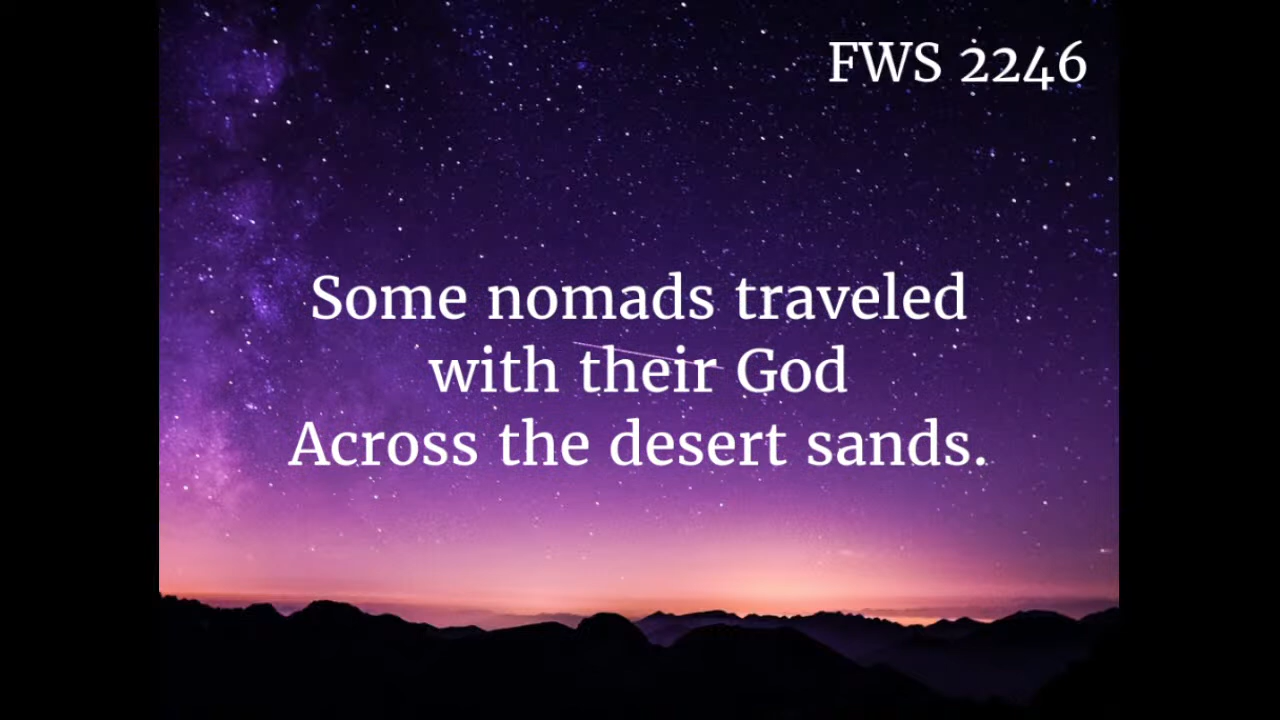 FWS 2246
Some nomads traveled
with their God
Across the desert sands.